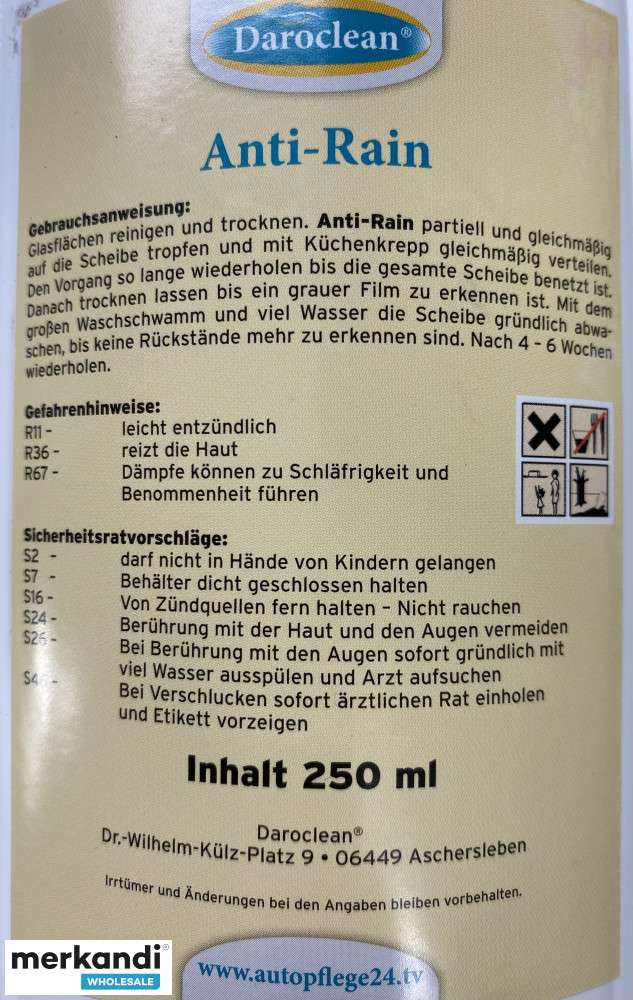 Daroclean®
Anti-Rain
Gebrauchsanweisung:
Glasflächen reinigen und trocknen. Anti-Rain partiell und gleichmäßig
auf die Scheibe tropfen und mit Küchenkrepp gleichmäßig verteilen.
Den Vorgang so lange wiederholen bis die gesamte Scheibe benetzt ist.
Danach trocknen lassen bis ein grauer Film zu erkennen ist. Mit dem
großen Waschschwamm und viel Wasser die Scheibe gründlich abwa-
schen, bis keine Rückstände mehr zu erkennen sind. Nach 4 - 6 Wochen
wiederholen.
Gefahrenhinweise:
R11 - leicht entzündlich
R36 - reizt die Haut
R67 - Dämpfe können zu Schläfrigkeit und
Benommenheit führen
Sicherheitsratvorschläge:
S2 - darf nicht in Hände von Kindern gelangen
S7 - Behälter dicht geschlossen halten
S16 - Von Zündquellen fern halten - Nicht rauchen
S24 - Berührung mit der Haut und den Augen vermeiden
S26 - Bei Berührung mit den Augen sofort gründlich mit
viel Wasser ausspülen und Arzt aufsuchen
Bei Verschlucken sofort ärztlichen Rat einholen
und Etikett vorzeigen
Inhalt 250 ml
Daroclean®
Dr.-Wilhelm-Külz-Platz 9 • 06449 Aschersleben
Irrtümer und Änderungen bei den Angaben bleiben vorbehalten.
www.autopflege24.tv
merkandi
WHOLESALE